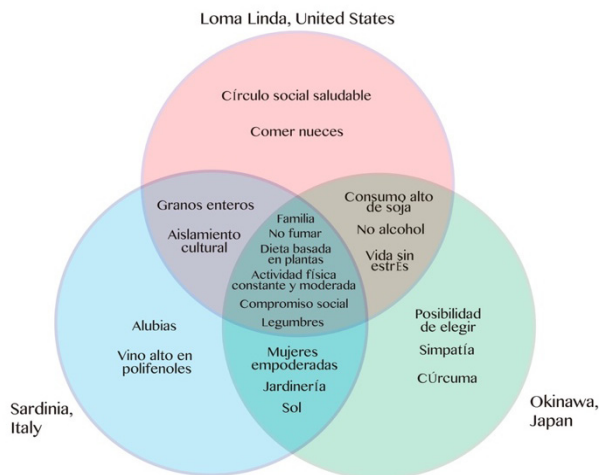 Loma Linda, United States
Círculo social saludable
Comer nueces
Granos enteros
Aislamiento
cultural
Familia
No fumar
Dieta basada
en plantas
Actividad física
constante y moderada
Compromiso social
Legumbres
Consumo alto
de soja
No alcohol
Vida sin
estrÉs
Alubias
Vino alto en
polifenoles
Mujeres
empoderadas
Jardinería
Sol
Posibilidad
de elegir
Simpatía
CÚrcuma
Sardinia,
Italy
Okinawa,
Japan